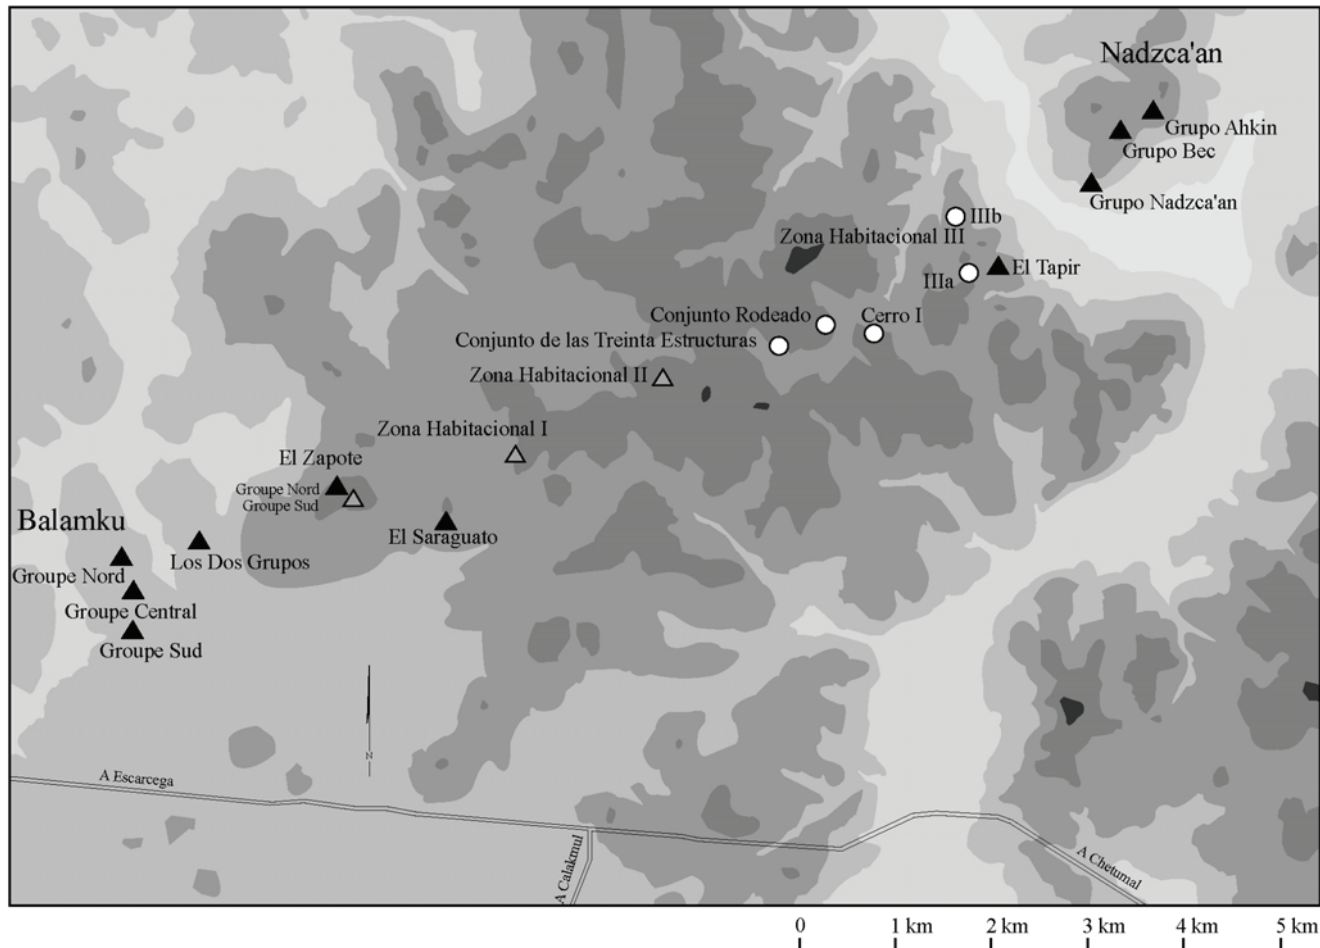 Nadzca'an
Grupo Ahkin
Grupo Bec
Grupo Nadzca'an
IIIb
Zona Habitacional III
El Tapir
IIIa
Conjunto Rodeado
Cerro I
Conjunto de las Treinta Estructuras
Zona Habitacional II
Zona Habitacional I
El Zapote
Groupe Nord
Groupe Sud
Balamku
El Saraguato
Los Dos Grupos
Groupe Nord
Groupe Central
Groupe Sud
N
A Escarcega
A Calakmul
A Chetumal
0 1 km 2 km 3 km 4 km 5 km